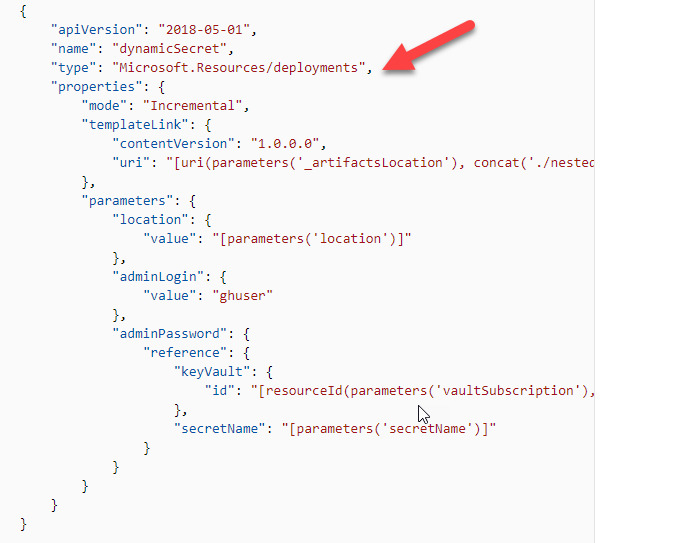 {
"apiVersion": "2018-05-01",
"name": "dynamicSecret",
"type": "Microsoft.Resources/deployments",
"properties": {
"mode": "Incremental",
"templateLink": {
"contentVersion": "1.0.0.0",
"uri": "[uri(parameters('_artifactsLocation'), concat('./nested
},
"parameters": {
"location": {
"value": "[parameters('location')]"
},
"adminLogin": {
"value": "ghuser"
},
"adminPassword": {
"reference": {
"keyVault": {
"id": "[resourceId(parameters('vaultSubscription'),
},
"secretName": "[parameters('secretName')]"
}
}
}
}
}